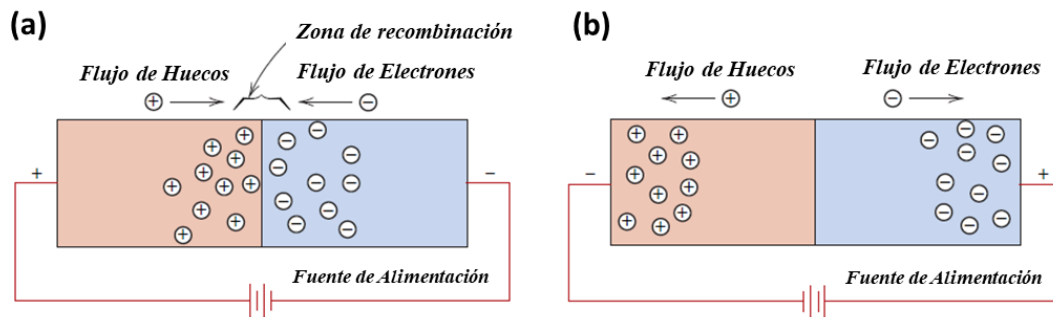 (a)
Zona de recombinación
Flujo de Huecos
Flujo de Electrones
+
−
Fuente de Alimentación
(b)
Flujo de Huecos
Flujo de Electrones
−
+
Fuente de Alimentación